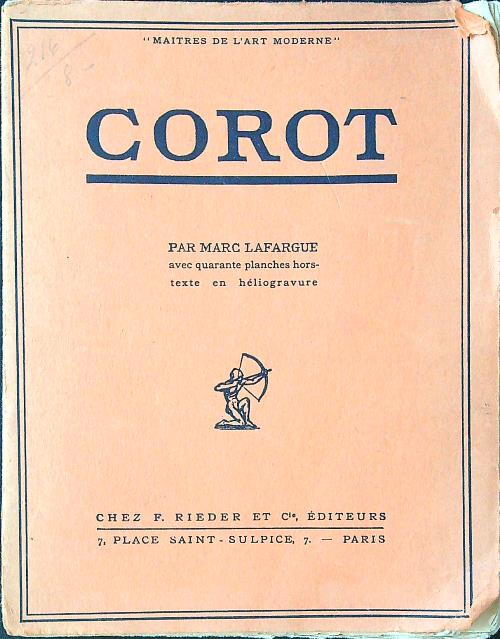 "MAITRES DE L'ART MODERNE"
COROT
PAR MARC LAFARGUE
avec quarante planches hors-
texte en héliogravure
CHEZ F. RIEDER ET Cie, ÉDITEURS
7, PLACE SAINT-SULPICE, 7. — PARIS